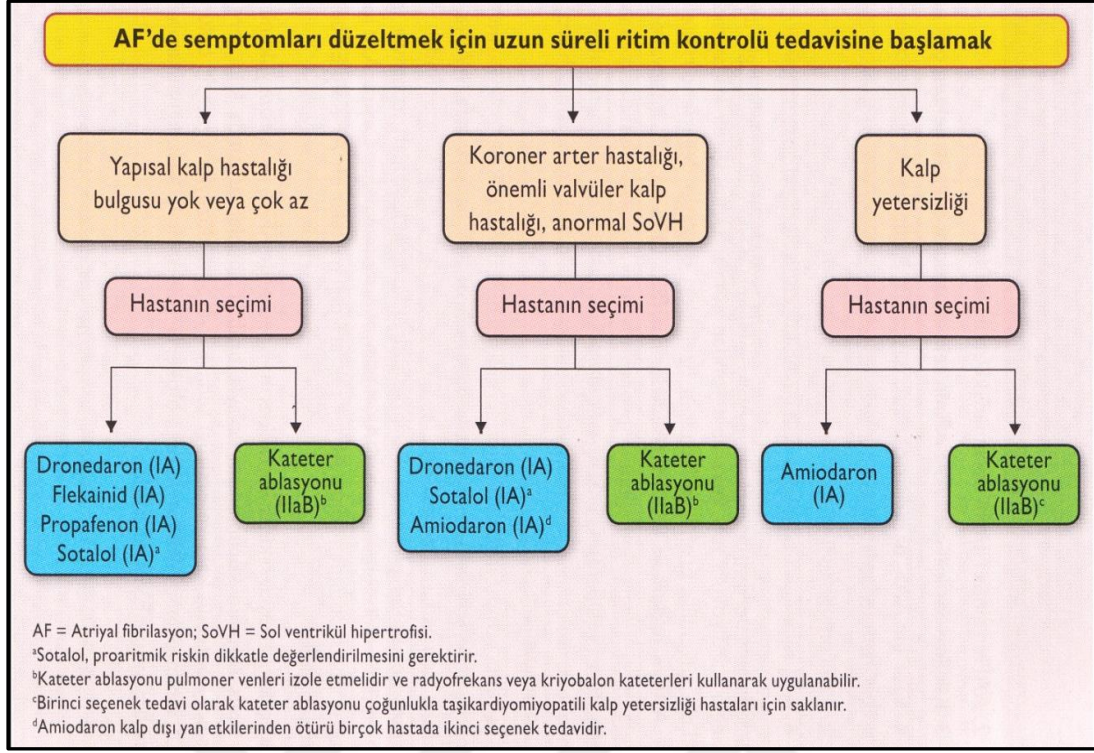 AF'de semptomları düzeltmek için uzun süreli ritim kontrolü tedavisine başlamak
Yapısal kalp hastalığı
bulgusu yok veya çok az
Koroner arter hastalığı,
önemli valvüler kalp
hastalığı, anormal SoVH
Kalp
yetersizliği
Hastanın seçimi
Hastanın seçimi
Hastanın seçimi
Dronedaron (IA)
Flekainid (IA)
Propafenon (IA)
Sotalol (IA)ᵃ
Kateter
ablasyonu
(IIaB)ᵇ
Dronedaron (IA)
Sotalol (IA)ᵃ
Amiodaron (IA)ᵈ
Kateter
ablasyonu
(IIaB)ᵇ
Amiodaron
(IA)
Kateter
ablasyonu
(IIaB)ᶜ
AF = Atriyal fibrilasyon; SoVH = Sol ventrikül hipertrofisi.
ᵃSotalol, proaritmik riskin dikkatle değerlendirilmesini gerektirir.
ᵇKateter ablasyonu pulmoner venleri izole etmelidir ve radyofrekans veya kriyobalon kateterleri kullanarak uygulanabilir.
ᶜBirinci seçenek tedavi olarak kateter ablasyonu çoğunlukla taşikardiyomiyopatili kalp yetersizliği hastaları için saklanır.
ᵈAmiodaron kalp dışı yan etkilerinden ötürü birçok hastada ikinci seçenek tedavidir.